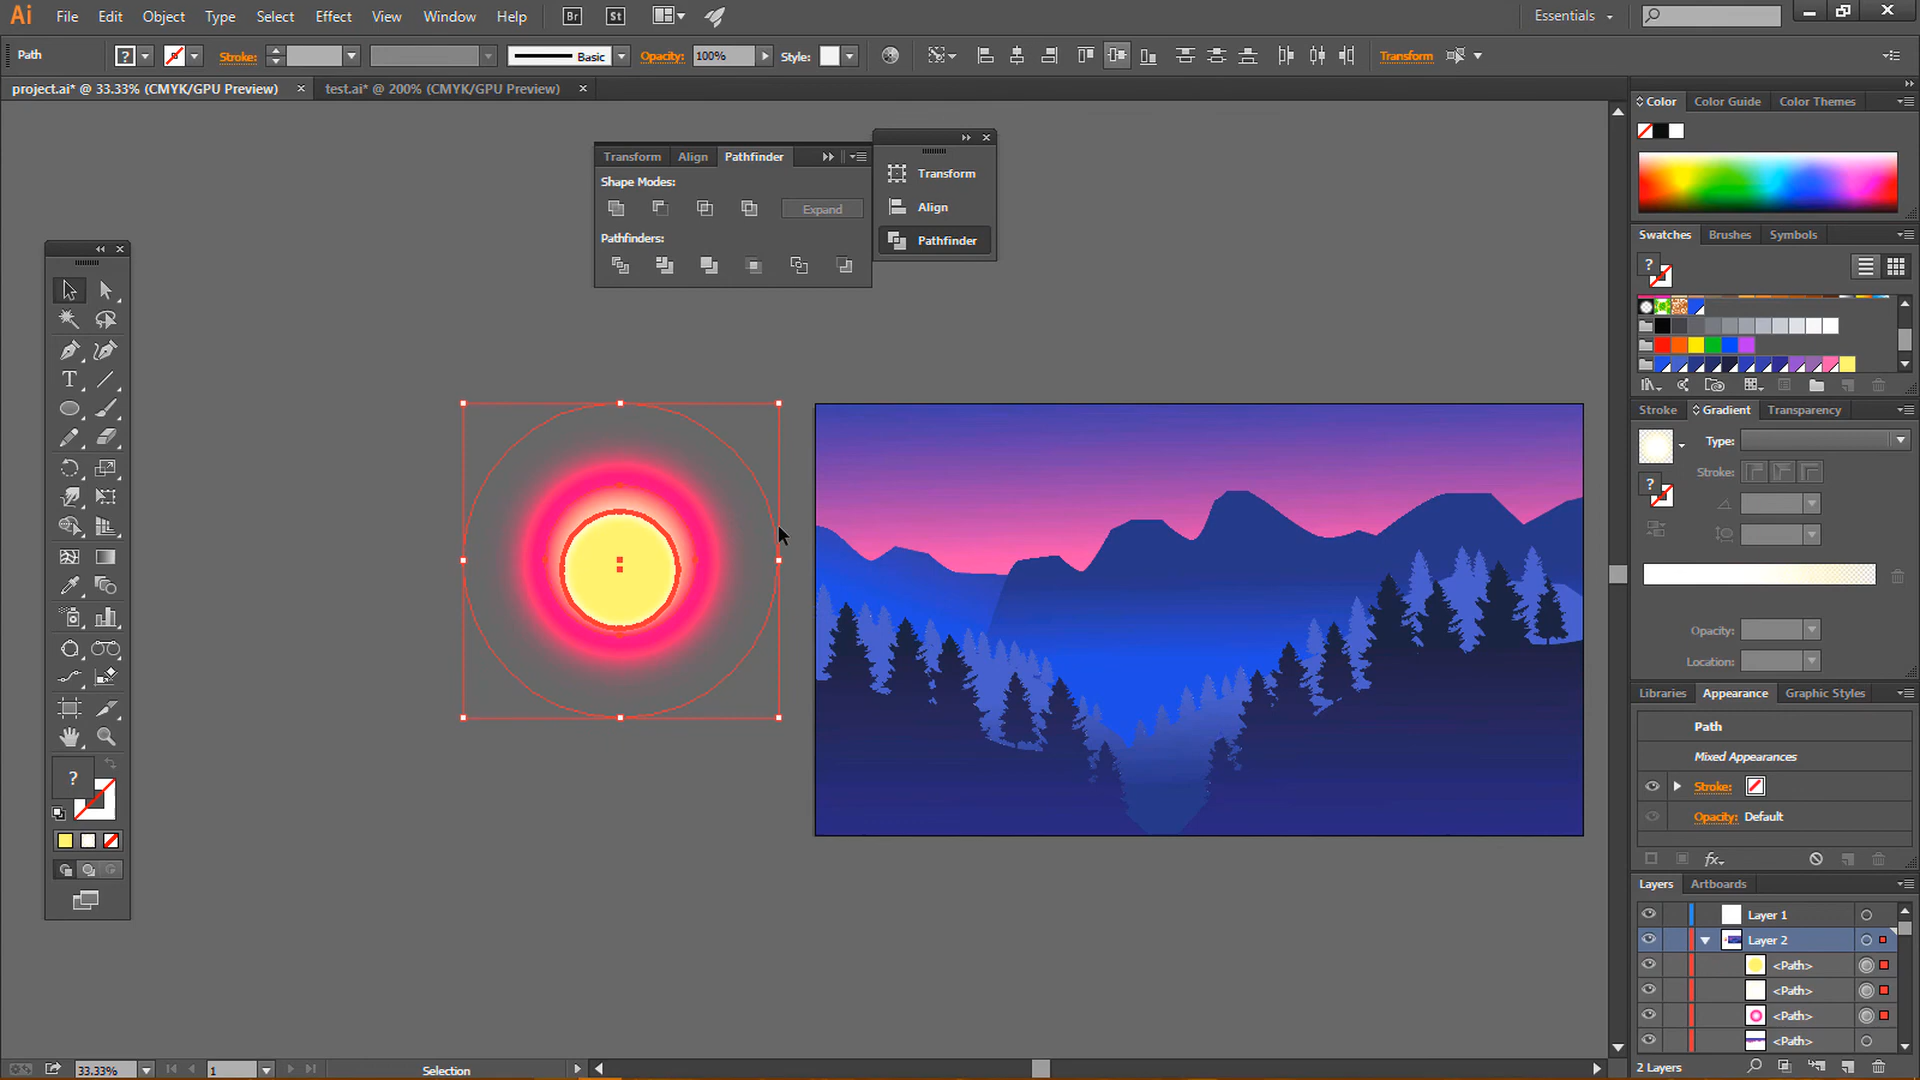 Ai File Edit Object Type Select Effect View Window Help Br St Essentials
Path ? Stroke: Basic Opacity: 100% Style: Transform
project.ai* @ 33.33% (CMYK/GPU Preview) × test.ai* @ 200% (CMYK/GPU Preview) ×
Color Color Guide Color Themes
Transform Align Pathfinder
Shape Modes:
Expand
Pathfinders:
Transform
Align
Pathfinder
Swatches Brushes Symbols
?
Stroke Gradient Transparency
Type:
Stroke:
?
Opacity:
Location:
T
?
Libraries Appearance Graphic Styles
Path
Mixed Appearances
Stroke:
Opacity: Default
fx
Layers Artboards
Layer 1
Layer 2
<Path>
<Path>
<Path>
<Path>
2 Layers
33.33% 1 Selection